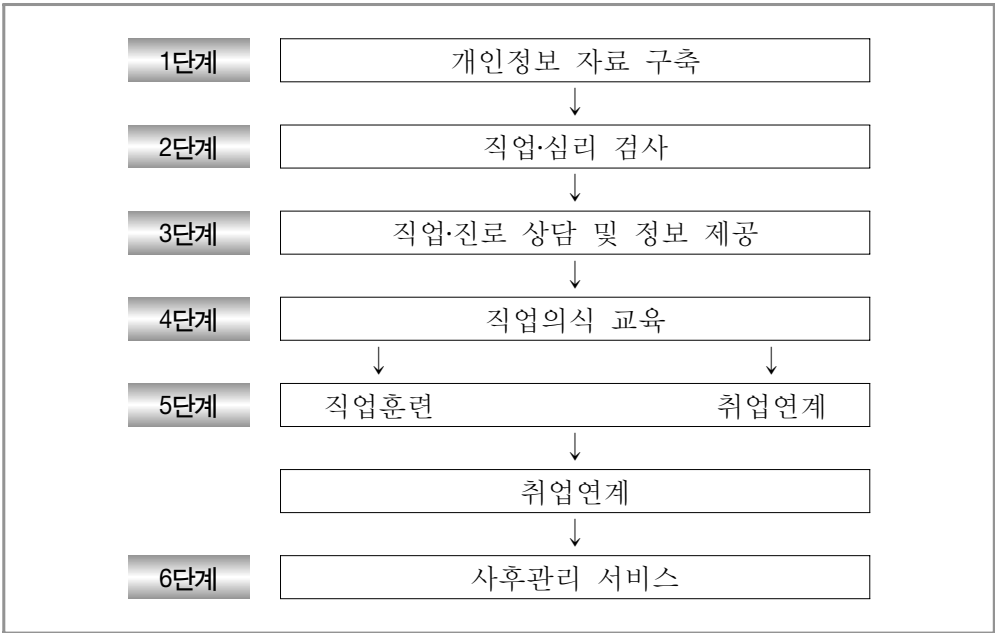 1단계 개인정보 자료 구축
↓
2단계 직업·심리 검사
↓
3단계 직업·진로 상담 및 정보 제공
↓
4단계 직업의식 교육
↓ ↓
5단계 직업훈련 취업연계
↓
취업연계
↓
6단계 사후관리 서비스